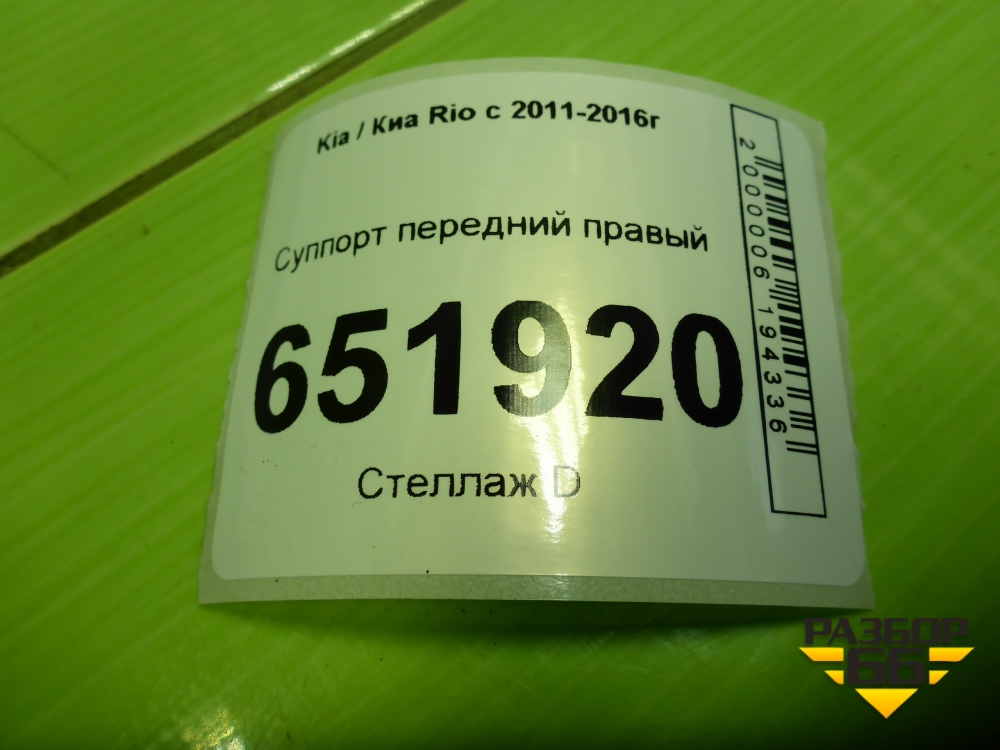 Kia / Киа Rio с 2011-2016г
Суппорт передний правый
651920
Стеллаж D
2000006194336
РАЗБОР
66